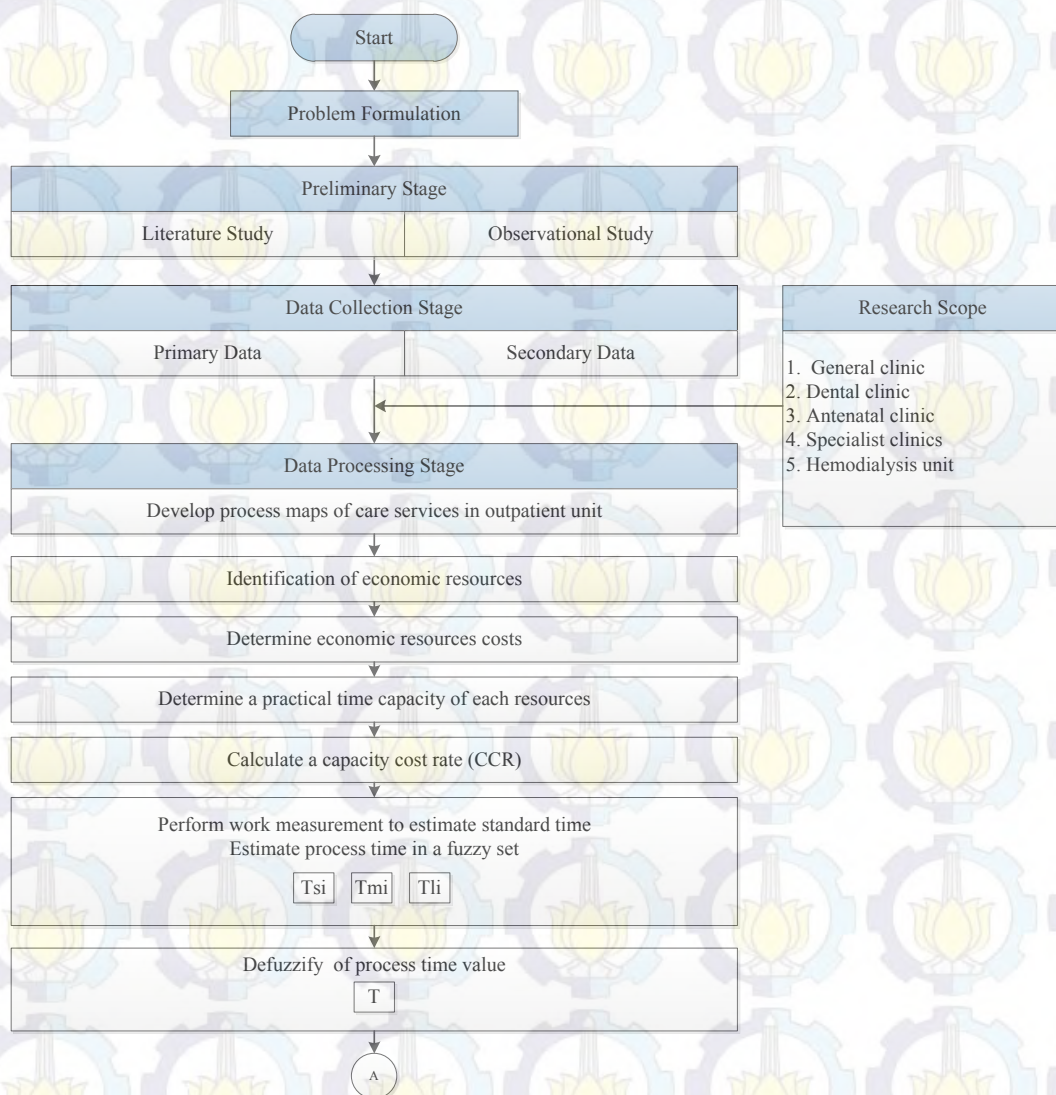 Start
Problem Formulation
Preliminary Stage
Literature Study
Observational Study
Data Collection Stage
Primary Data
Secondary Data
Research Scope
1. General clinic
2. Dental clinic
3. Antenatal clinic
4. Specialist clinics
5. Hemodialysis unit
Data Processing Stage
Develop process maps of care services in outpatient unit
Identification of economic resources
Determine economic resources costs
Determine a practical time capacity of each resources
Calculate a capacity cost rate (CCR)
Perform work measurement to estimate standard time
Estimate process time in a fuzzy set
Tsi Tmi Tli
Defuzzify of process time value
T
A